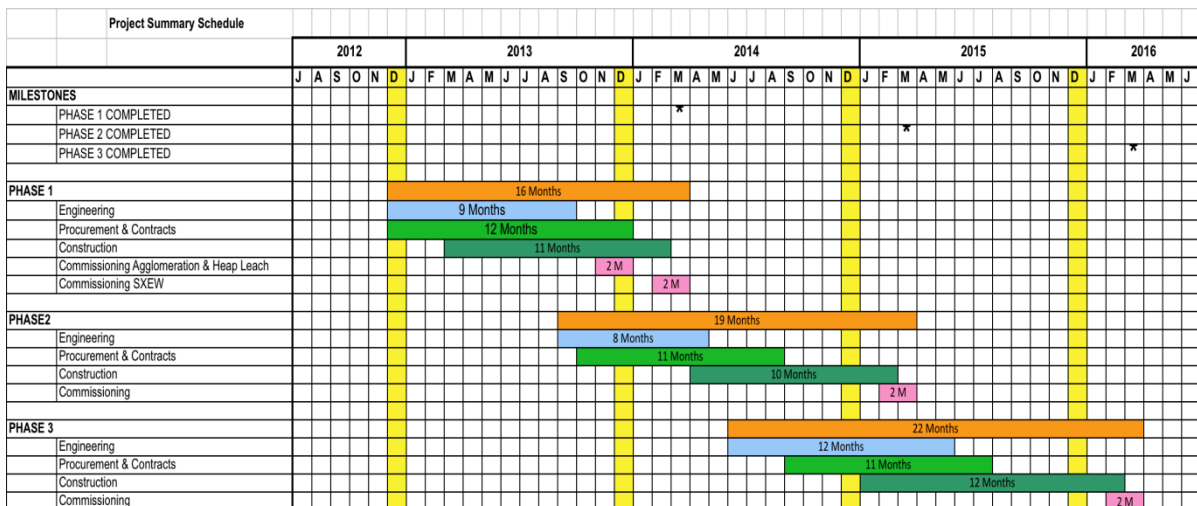 Project Summary Schedule
2012 2013 2014 2015 2016
J A S O N D J F M A M J J A S O N D J F M A M J J A S O N D J F M A M J J A S O N D J F M A M J
MILESTONES
PHASE 1 COMPLETED *
PHASE 2 COMPLETED *
PHASE 3 COMPLETED *
PHASE 1 16 Months
Engineering 9 Months
Procurement & Contracts 12 Months
Construction 11 Months
Commissioning Agglomeration & Heap Leach 2 M
Commissioning SXEW 2 M
PHASE2 19 Months
Engineering 8 Months
Procurement & Contracts 11 Months
Construction 10 Months
Commissioning 2 M
PHASE 3 22 Months
Engineering 12 Months
Procurement & Contracts 11 Months
Construction 12 Months
Commissioning 2 M